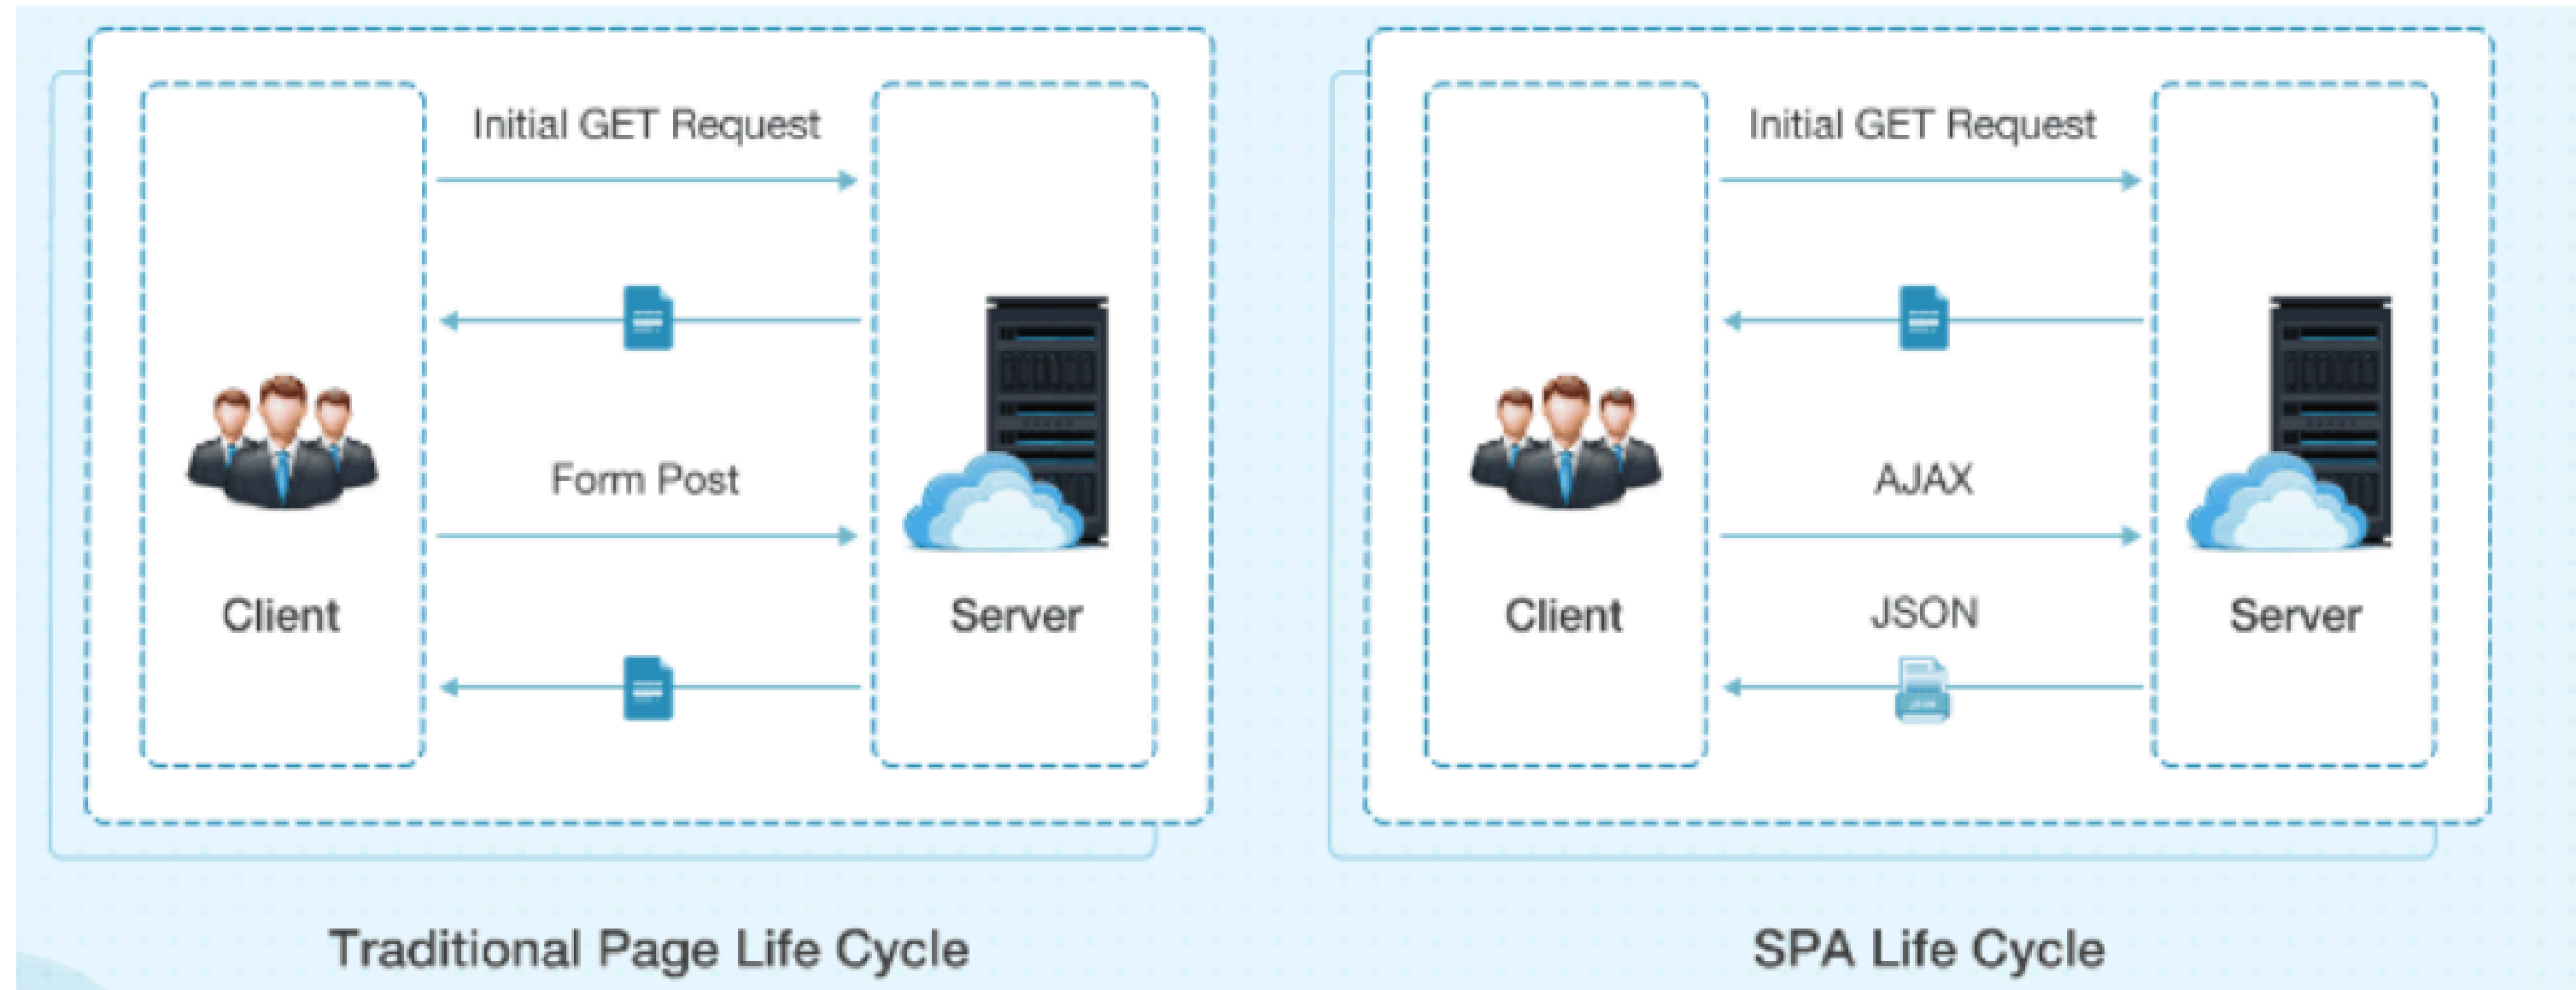 Initial GET Request
Form Post
Client
Server
Traditional Page Life Cycle
Initial GET Request
AJAX
JSON
Client
Server
SPA Life Cycle